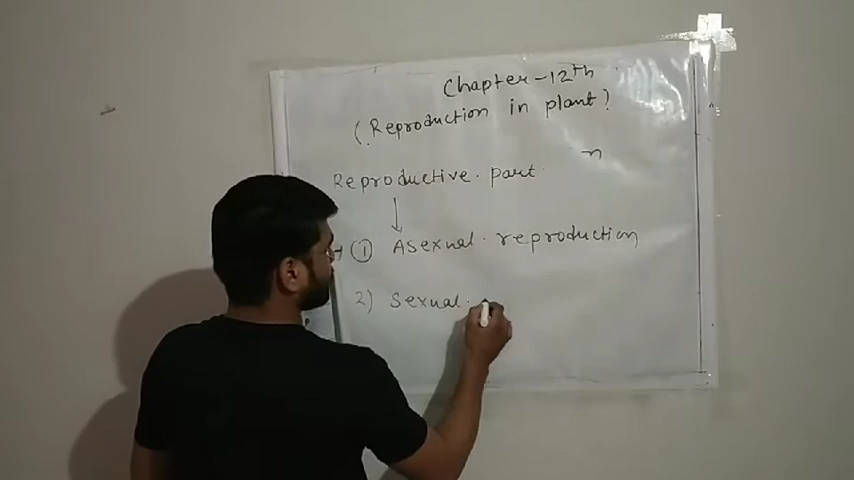 Chapter-12th
(Reproduction in plant)
Reproductive part
① Asexual reproduction
2) Sexual